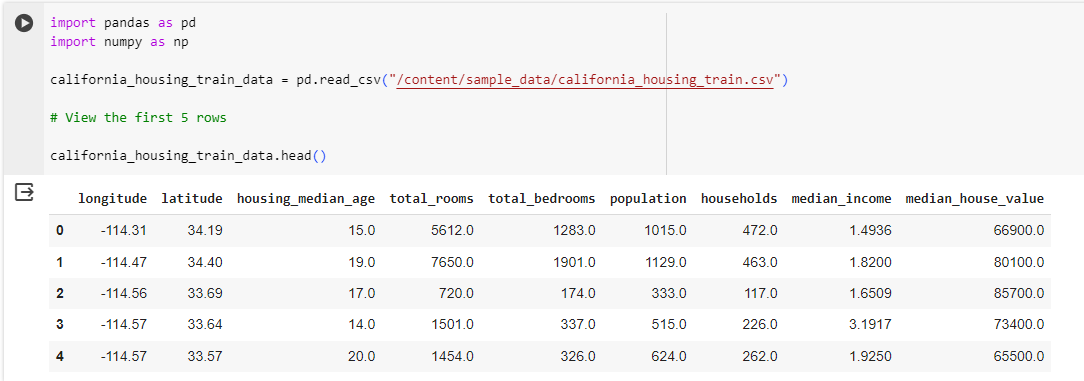 import pandas as pd
import numpy as np
california_housing_train_data = pd.read_csv("/content/sample_data/california_housing_train.csv")
# View the first 5 rows
california_housing_train_data.head()
longitude latitude housing_median_age total_rooms total_bedrooms population households median_income median_house_value
0 -114.31 34.19 15.0 5612.0 1283.0 1015.0 472.0 1.4936 66900.0
1 -114.47 34.40 19.0 7650.0 1901.0 1129.0 463.0 1.8200 80100.0
2 -114.56 33.69 17.0 720.0 174.0 333.0 117.0 1.6509 85700.0
3 -114.57 33.64 14.0 1501.0 337.0 515.0 226.0 3.1917 73400.0
4 -114.57 33.57 20.0 1454.0 326.0 624.0 262.0 1.9250 65500.0